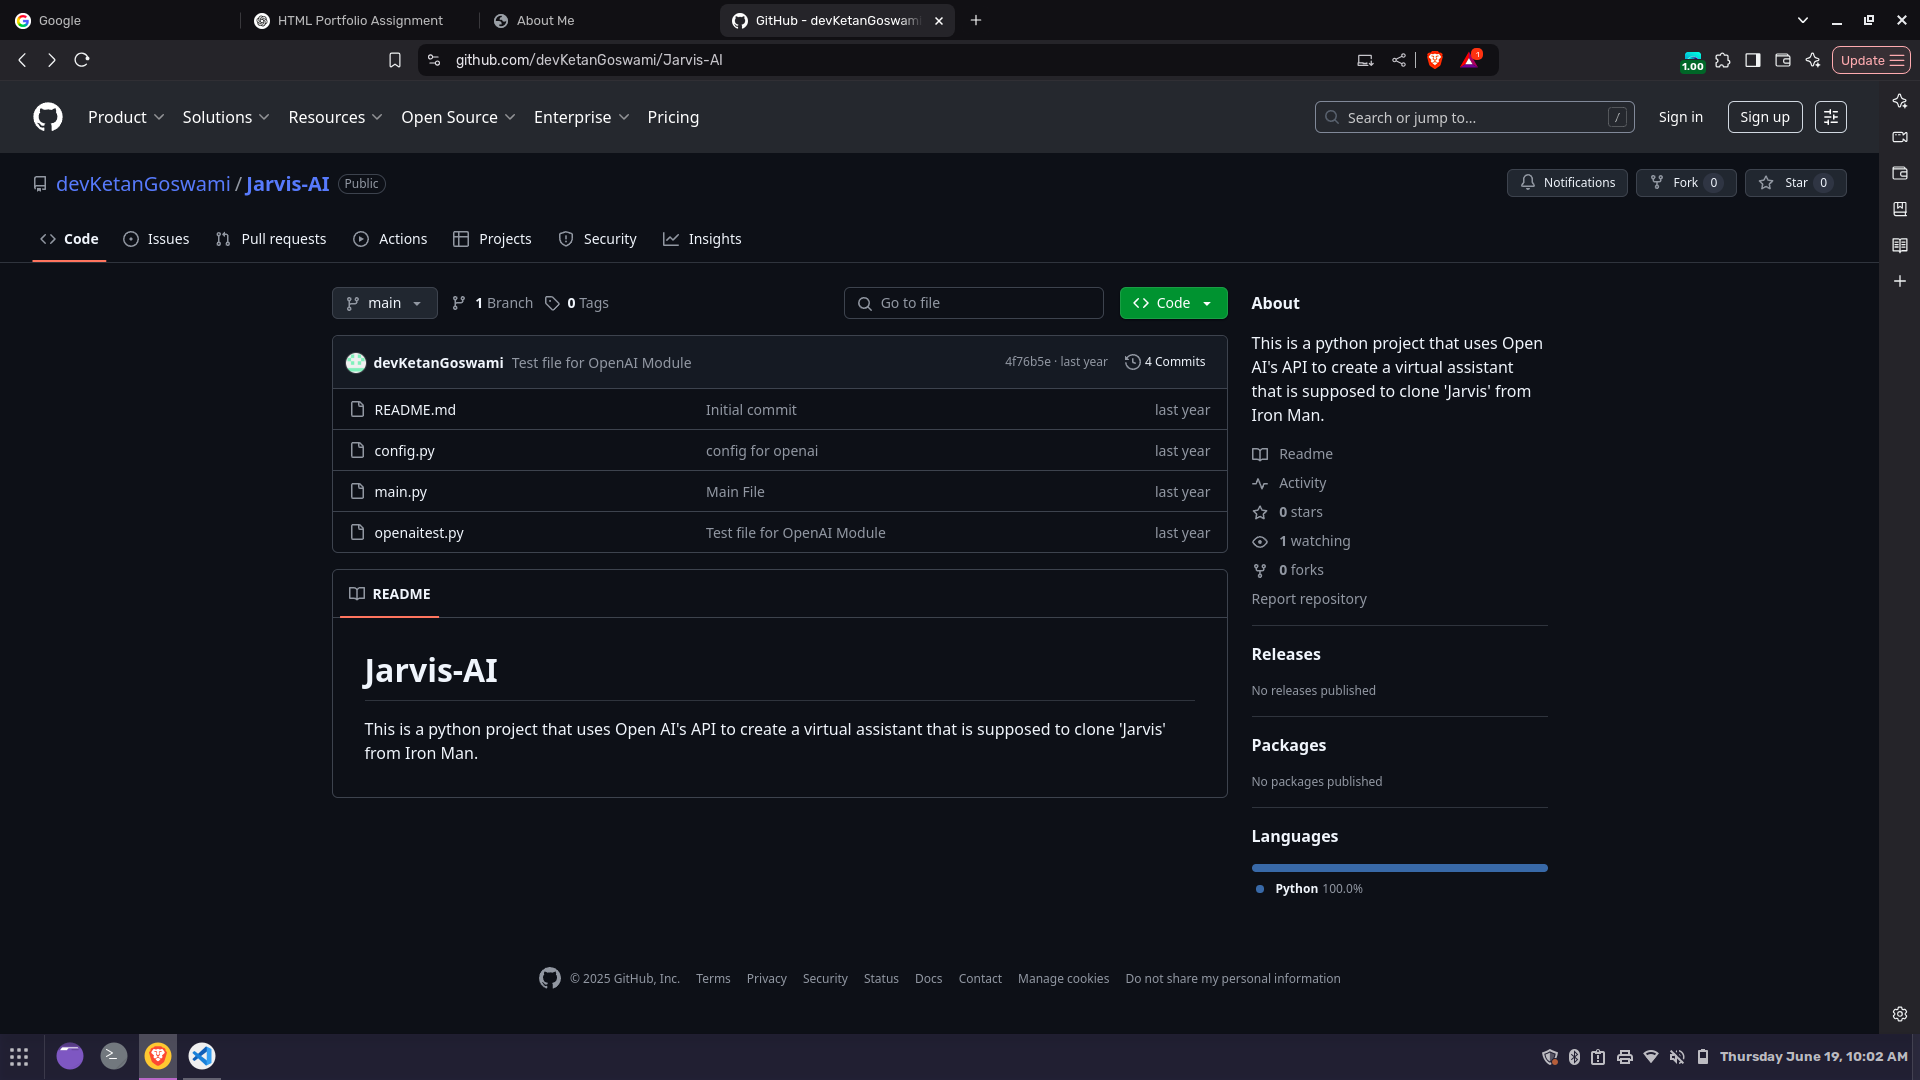 Google
HTML Portfolio Assignment
About Me
GitHub - devKetanGoswami
github.com/devKetanGoswami/Jarvis-AI
1
1.00
Update
Product
Solutions
Resources
Open Source
Enterprise
Pricing
Search or jump to...
/
Sign in
Sign up
devKetanGoswami / Jarvis-AI
Public
Notifications
Fork 0
Star 0
Code
Issues
Pull requests
Actions
Projects
Security
Insights
main
1 Branch
0 Tags
Go to file
Code
devKetanGoswami Test file for OpenAI Module
4f76b5e · last year
4 Commits
README.md Initial commit last year
config.py config for openai last year
main.py Main File last year
openaitest.py Test file for OpenAI Module last year
README
Jarvis-AI
This is a python project that uses Open AI's API to create a virtual assistant that is supposed to clone 'Jarvis'
from Iron Man.
About
This is a python project that uses Open
AI's API to create a virtual assistant
that is supposed to clone 'Jarvis' from
Iron Man.
Readme
Activity
0 stars
1 watching
0 forks
Report repository
Releases
No releases published
Packages
No packages published
Languages
Python 100.0%
© 2025 GitHub, Inc.
Terms
Privacy
Security
Status
Docs
Contact
Manage cookies
Do not share my personal information
Thursday June 19, 10:02 AM